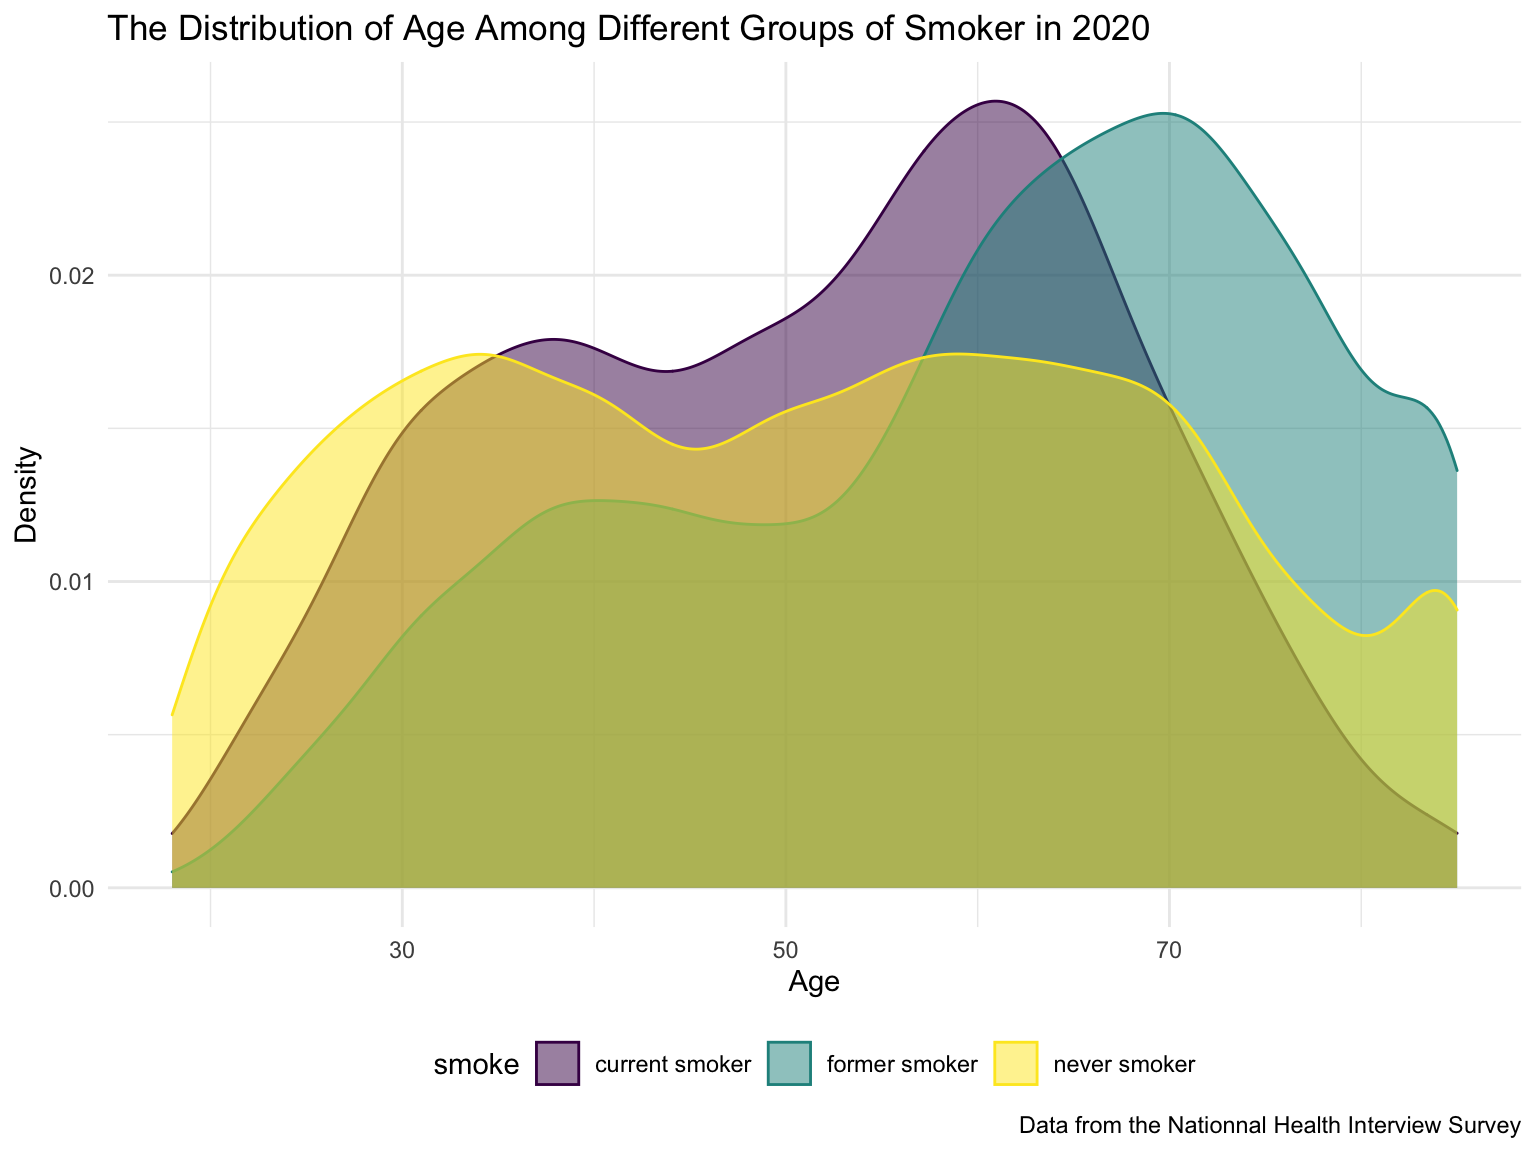 The Distribution of Age Among Different Groups of Smoker in 2020
Density
0.02
0.01
0.00
30 50 70
Age
smoke current smoker former smoker never smoker
Data from the Nationnal Health Interview Survey